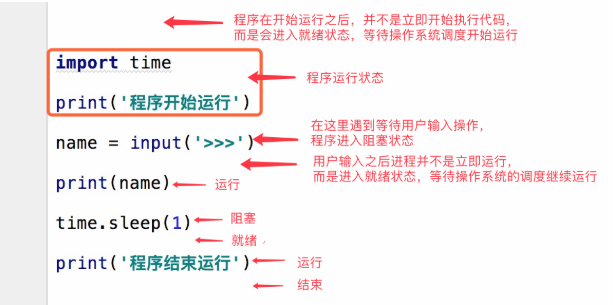 程序在开始运行之后，并不是立即开始执行代码，
而是会进入就绪状态，等待操作系统调度开始运行
import time
程序运行状态
print('程序开始运行')
在这里遇到等待用户输入操作，
程序进入阻塞状态
name = input('>>>')
用户输入之后进程并不是立即运行，
而是进入就绪状态，等待操作系统的调度继续运行
print(name)
运行
time.sleep(1)
阻塞
就绪
print('程序结束运行')
运行
结束